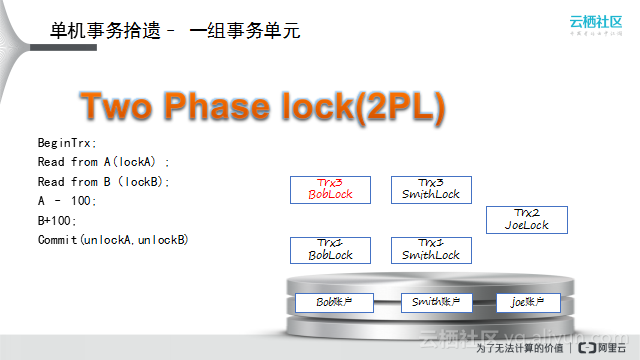 单机事务拾遗– 一组事务单元
云栖社区
Two Phase lock(2PL)
BeginTrx;
Read from A(lockA) ;
Read from B (lockB);
A – 100;
B+100;
Commit(unlockA,unlockB)
Trx3
BobLock
Trx3
SmithLock
Trx2
JoeLock
Trx1
BobLock
Trx1
SmithLock
Bob账户
Smith账户
joe账户
云栖社区 yq.aliyun.com
为了无法计算的价值 | 阿里云